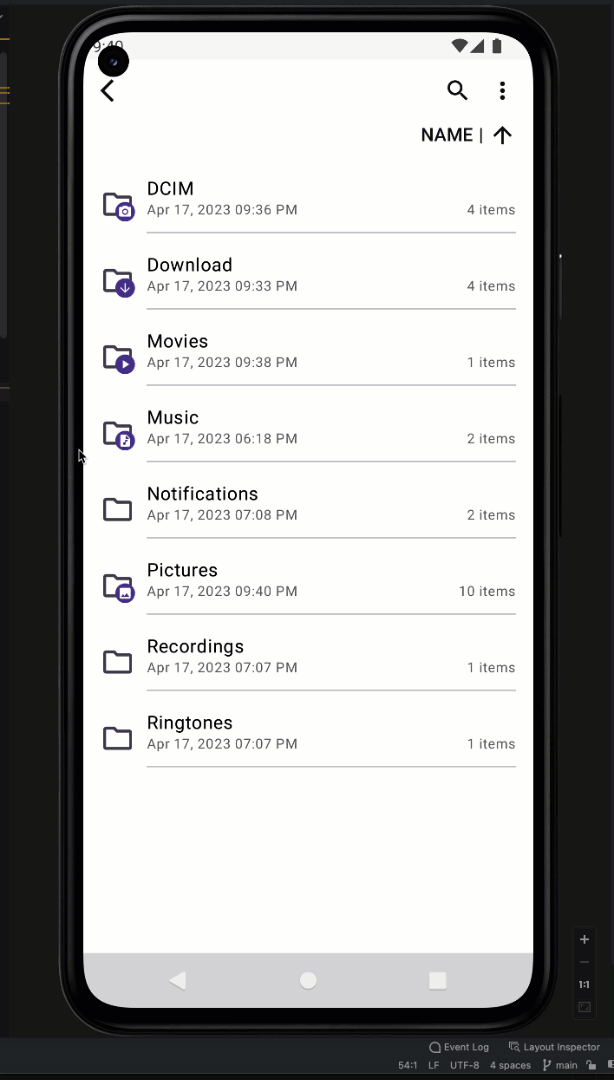 9:40
NAME |
DCIM
Apr 17, 2023 09:36 PM 4 items
Download
Apr 17, 2023 09:33 PM 4 items
Movies
Apr 17, 2023 09:38 PM 1 items
Music
Apr 17, 2023 06:18 PM 2 items
Notifications
Apr 17, 2023 07:08 PM 2 items
Pictures
Apr 17, 2023 09:40 PM 10 items
Recordings
Apr 17, 2023 07:07 PM 1 items
Ringtones
Apr 17, 2023 07:07 PM 1 items
1:1
Event Log Layout Inspector
54:1 LF UTF-8 4 spaces main